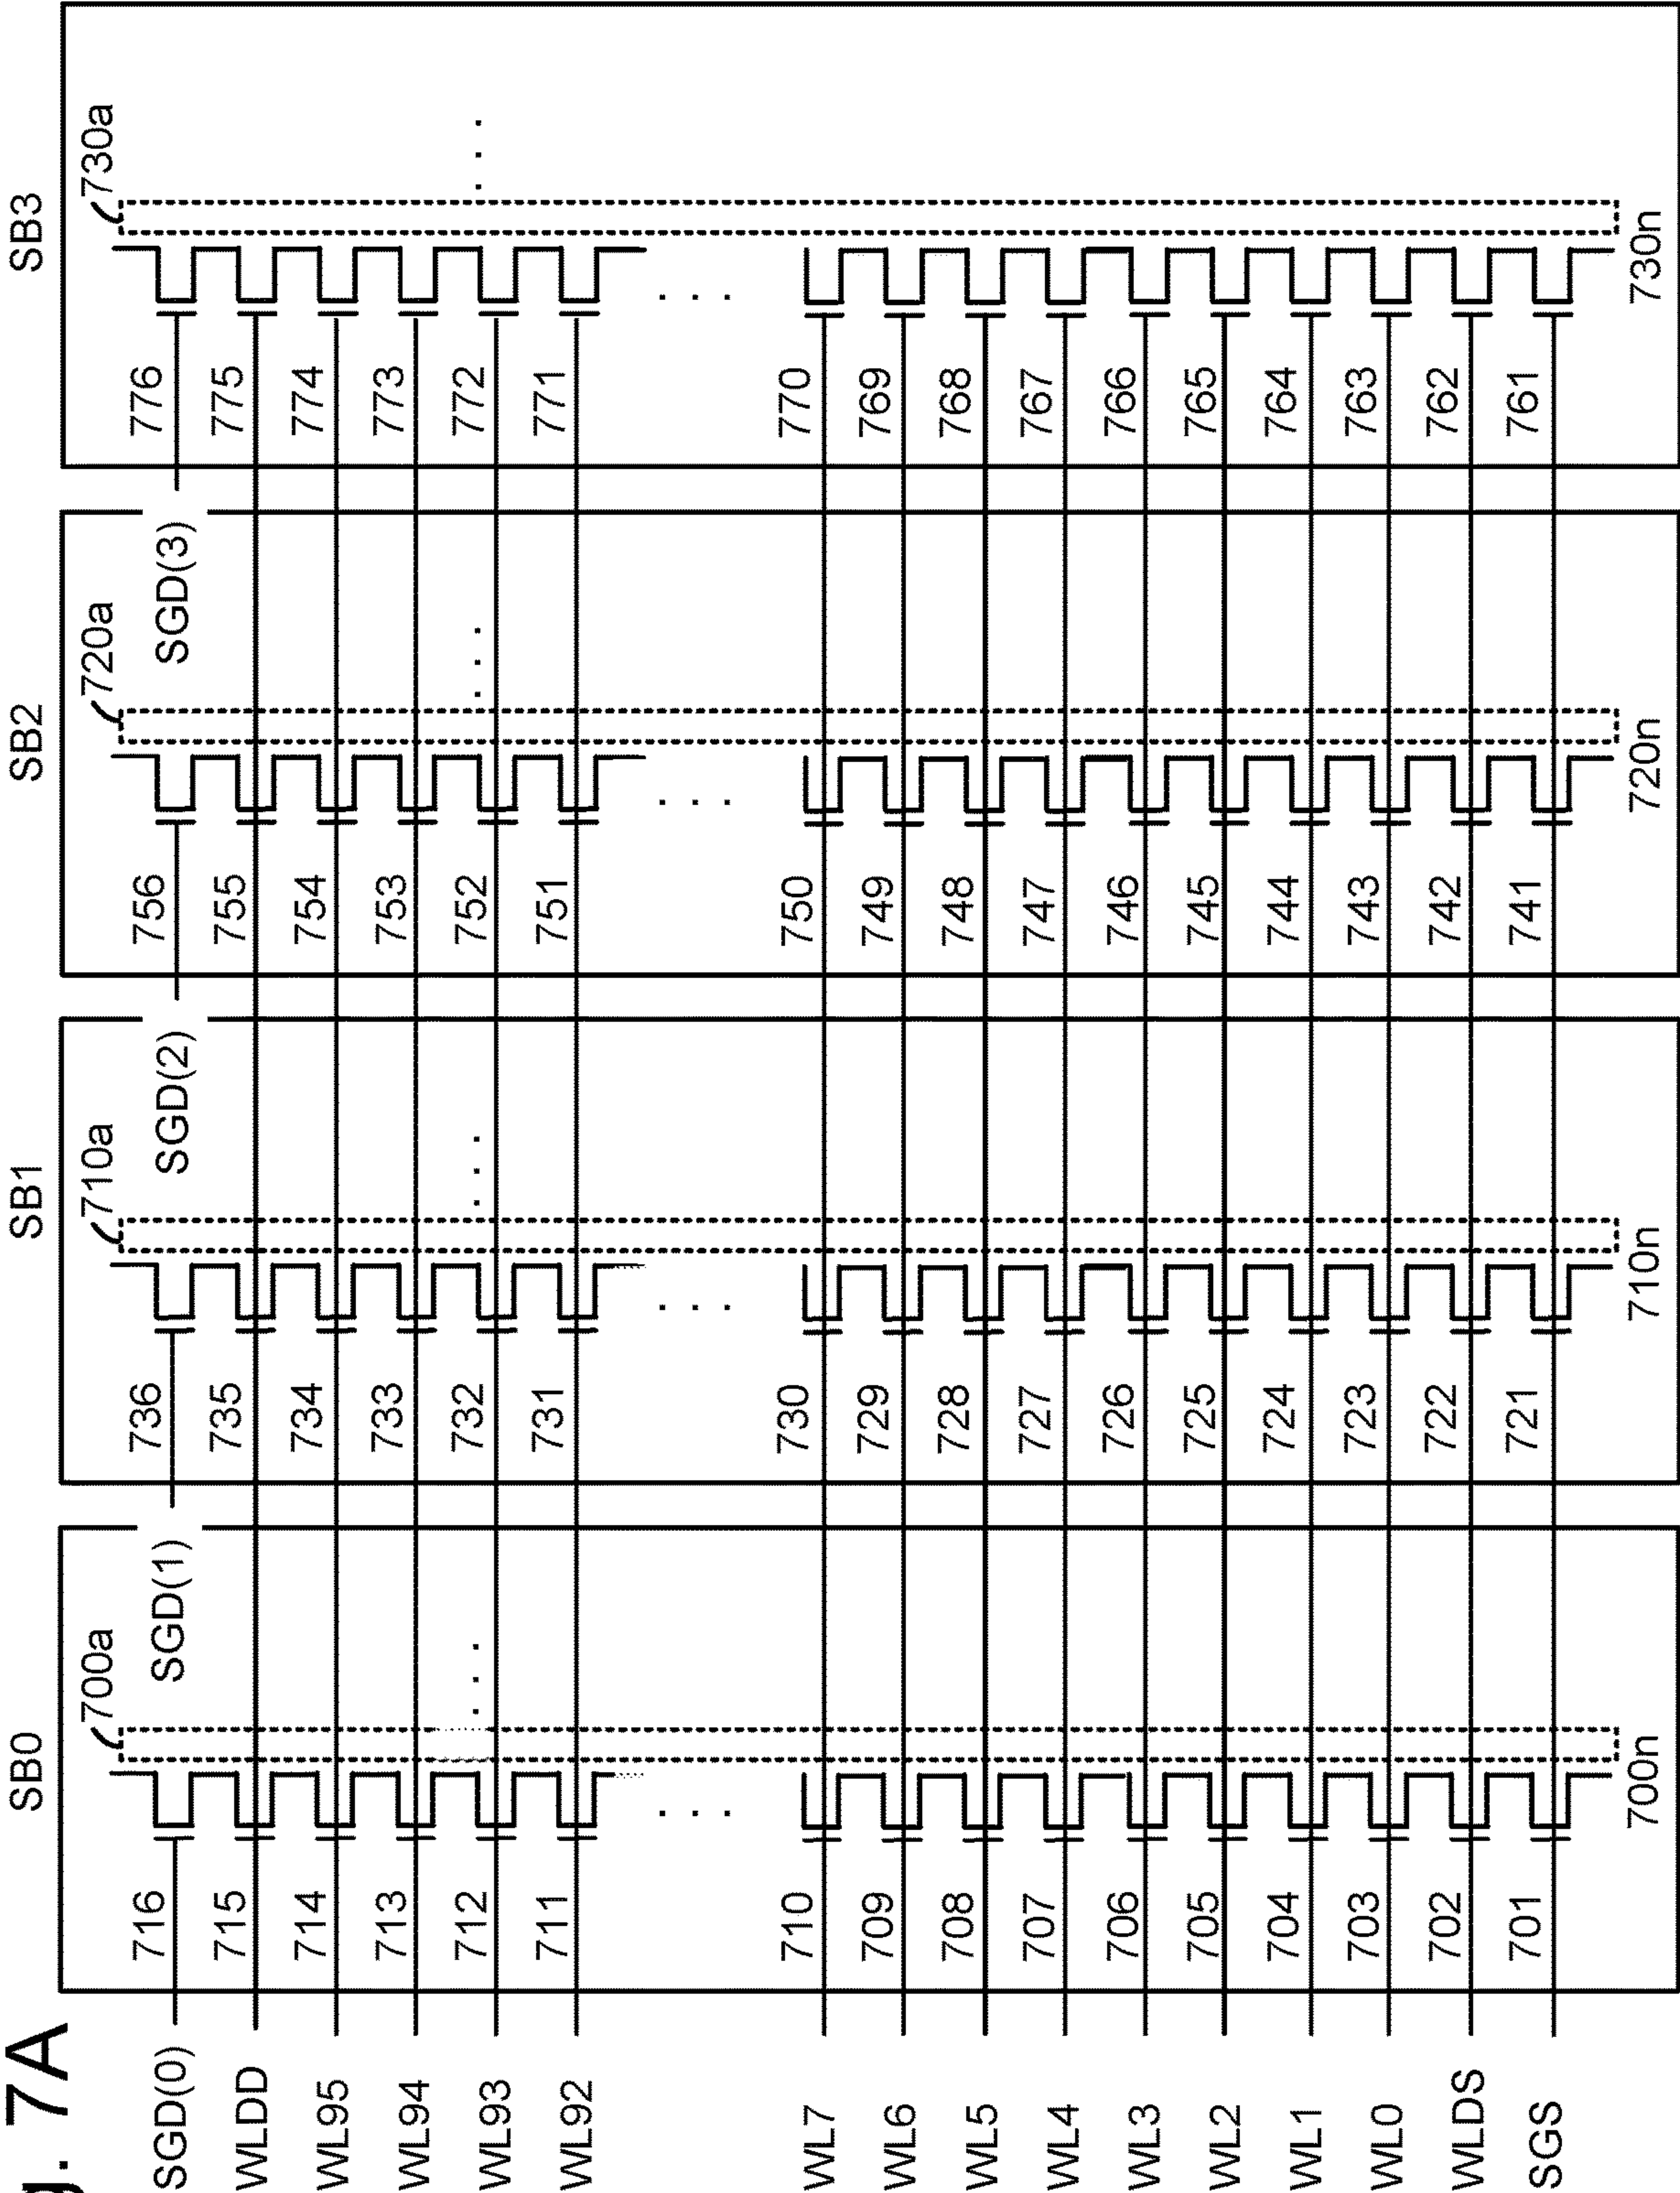 g. 7A
SB0 SB1 SB2 SB3
700a 710a 720a 730a
SGD(0) 716 SGD(1) 736 SGD(2) 756 SGD(3) 776
WLDD 715 735 755 775
WL95 714 734 754 774
WL94 713 733 753 773
WL93 712 . . . 732 . . . 752 . . . 772 . . .
WL92 711 731 751 771
. . . . . . . . . . . .
WL7 710 730 750 770
WL6 709 729 749 769
WL5 708 728 748 768
WL4 707 727 747 767
WL3 706 726 746 766
WL2 705 725 745 765
WL1 704 724 744 764
WL0 703 723 743 763
WLDS 702 722 742 762
SGS 701 721 741 761
700n 710n 720n 730n